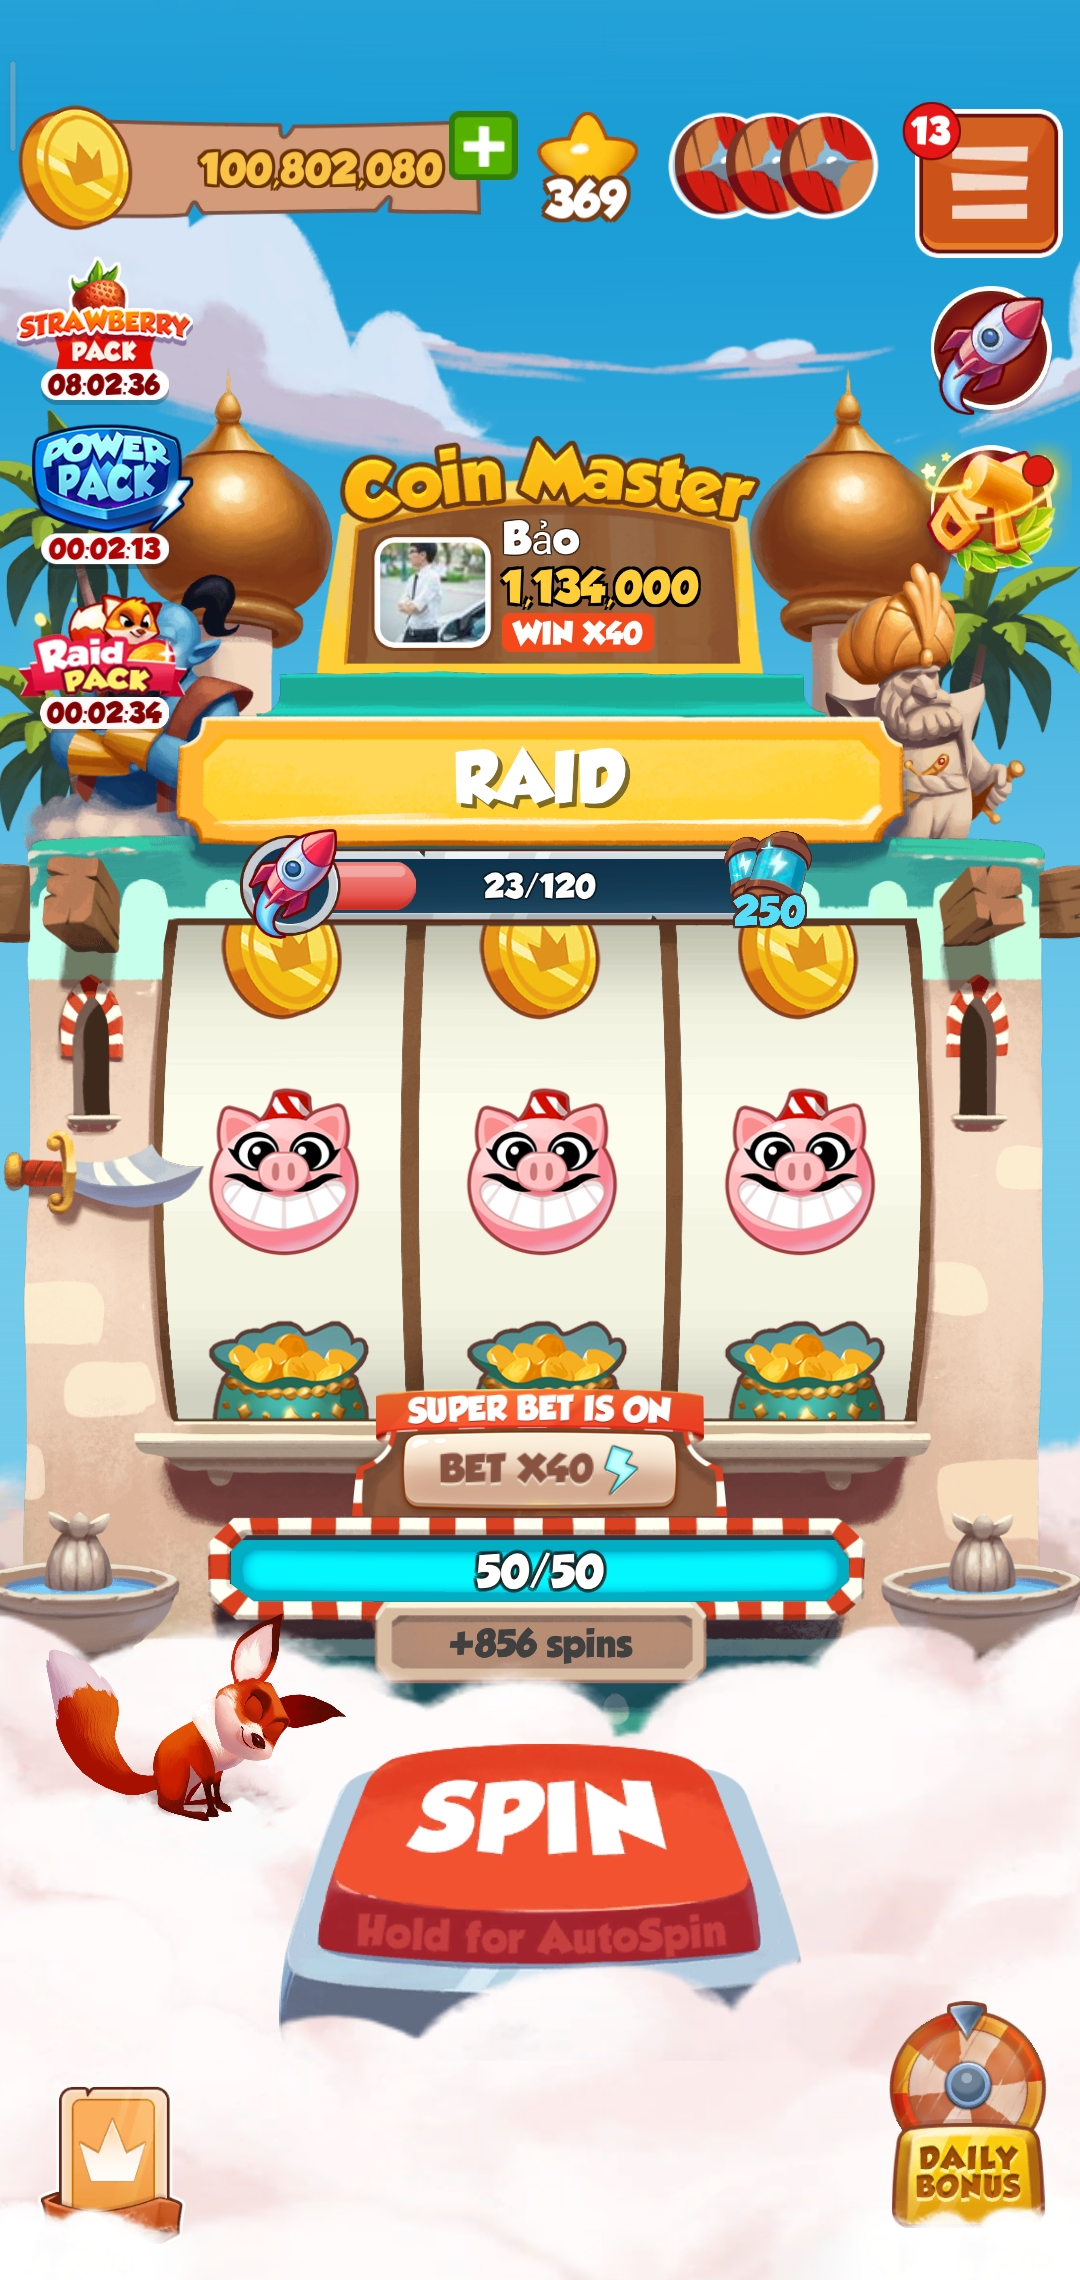 100,802,080
369
13
STRAWBERRY
PACK
08:02:36
POWER
PACK
00:02:13
Raid
PACK
00:02:34
Coin Master
Bảo
1,134,000
WIN X40
RAID
23/120
250
SUPER BET IS ON
BET X40
50/50
+856 spins
SPIN
Hold for AutoSpin
DAILY
BONUS